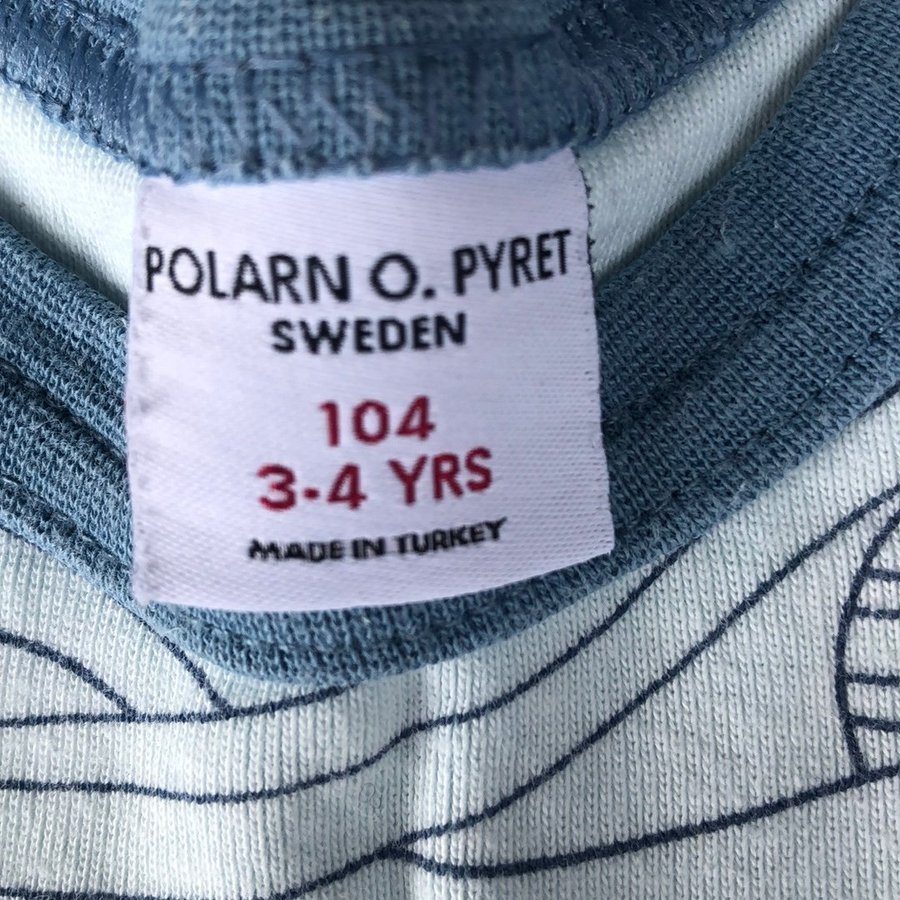 POLARN O. PYRET
SWEDEN
104
3-4 YRS
MADE IN TURKEY